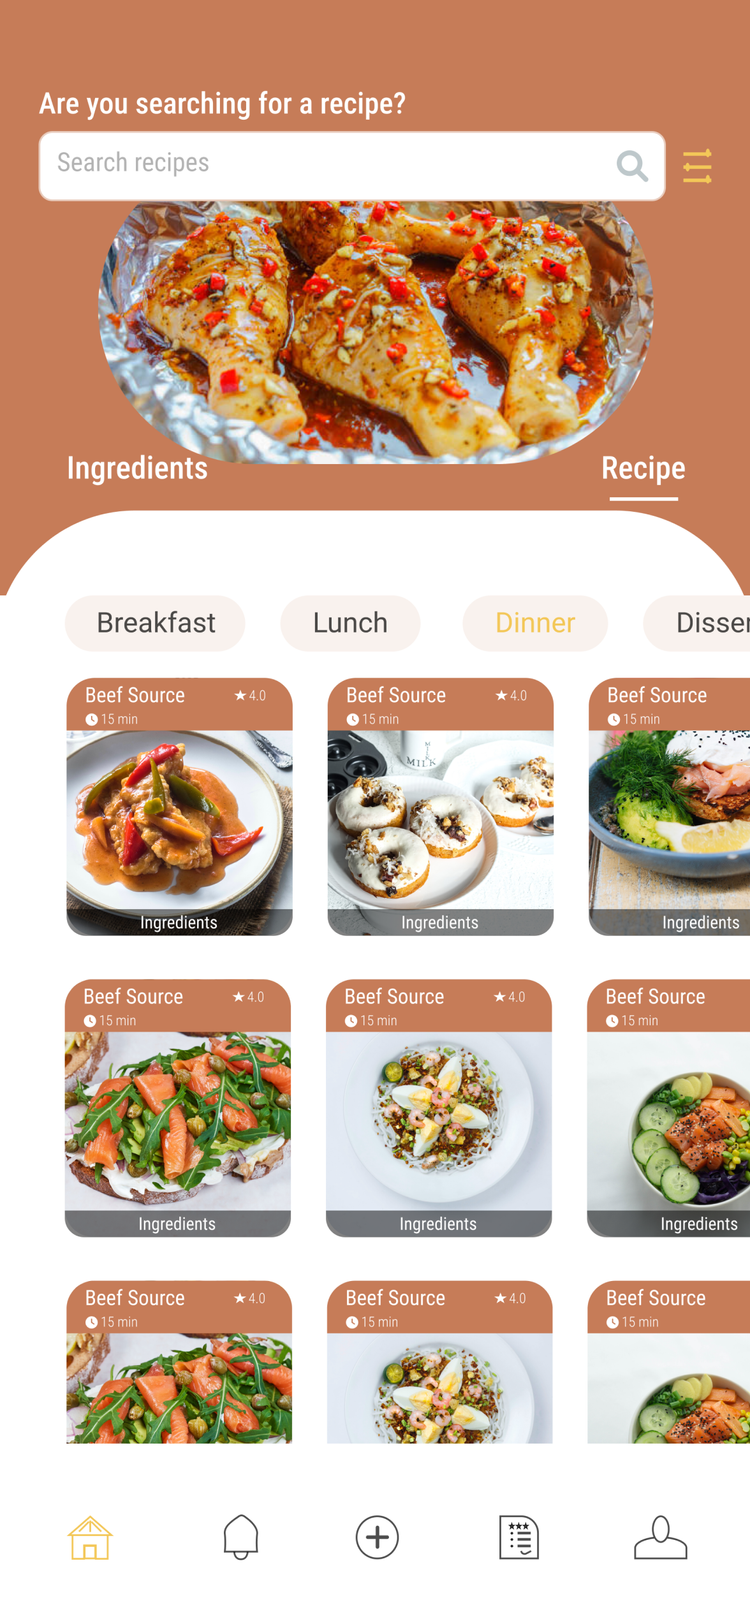 Are you searching for a recipe?
Search recipes
Ingredients Recipe
Breakfast Lunch Dinner Disser
Beef Source ★ 4.0 Beef Source ★ 4.0 Beef Source
15 min 15 min 15 min
MILK
Ingredients Ingredients Ingredients
Beef Source ★ 4.0 Beef Source ★ 4.0 Beef Source
15 min 15 min 15 min
Ingredients Ingredients Ingredients
Beef Source ★ 4.0 Beef Source ★ 4.0 Beef Source
15 min 15 min 15 min